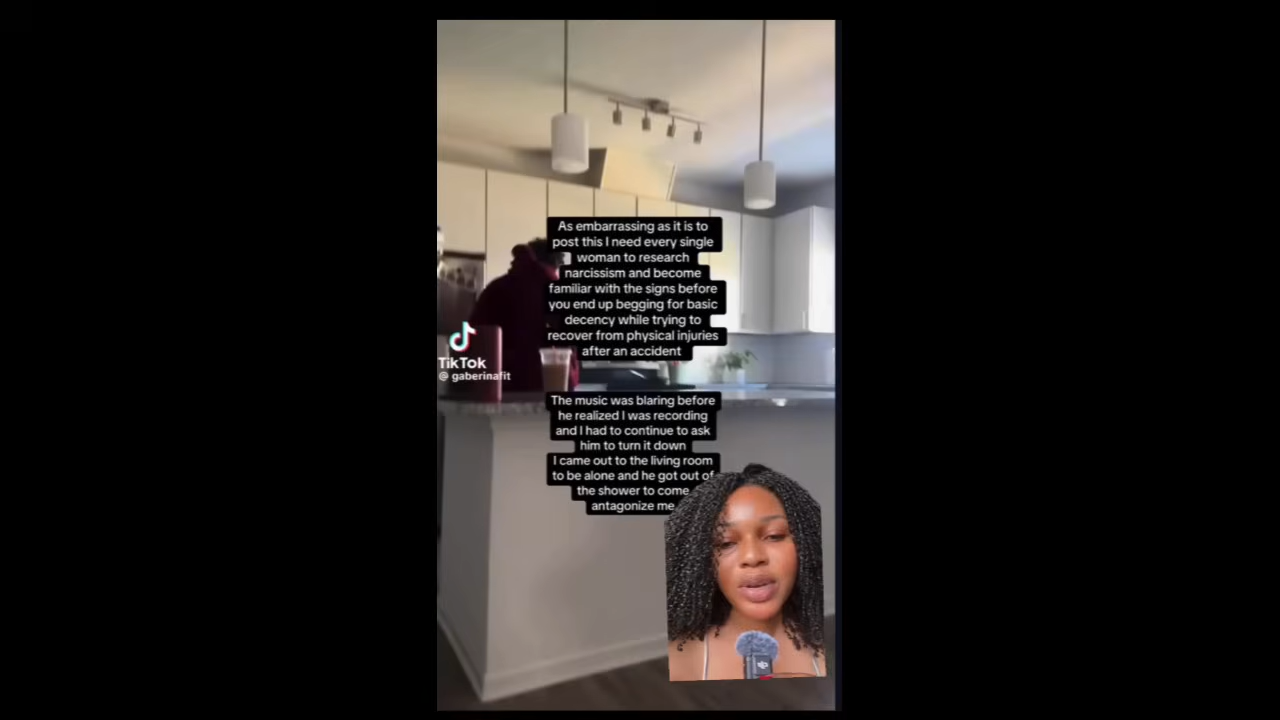 As embarrassing as it is to
post this I need every single
woman to research
narcissism and become
familiar with the signs before
you end up begging for basic
decency while trying to
recover from physical injuries
after an accident
TikTok
@ gaberinafit
The music was blaring before
he realized I was recording
and I had to continue to ask
him to turn it down
I came out to the living room
to be alone and he got out of
the shower to come
antagonize me